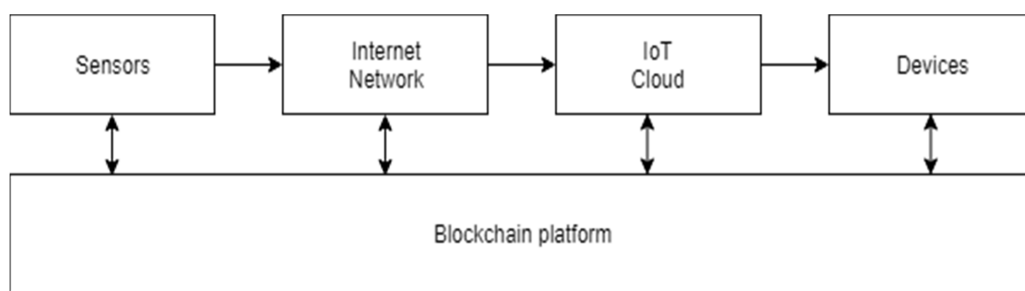 Sensors
Internet
Network
IoT
Cloud
Devices
Blockchain platform